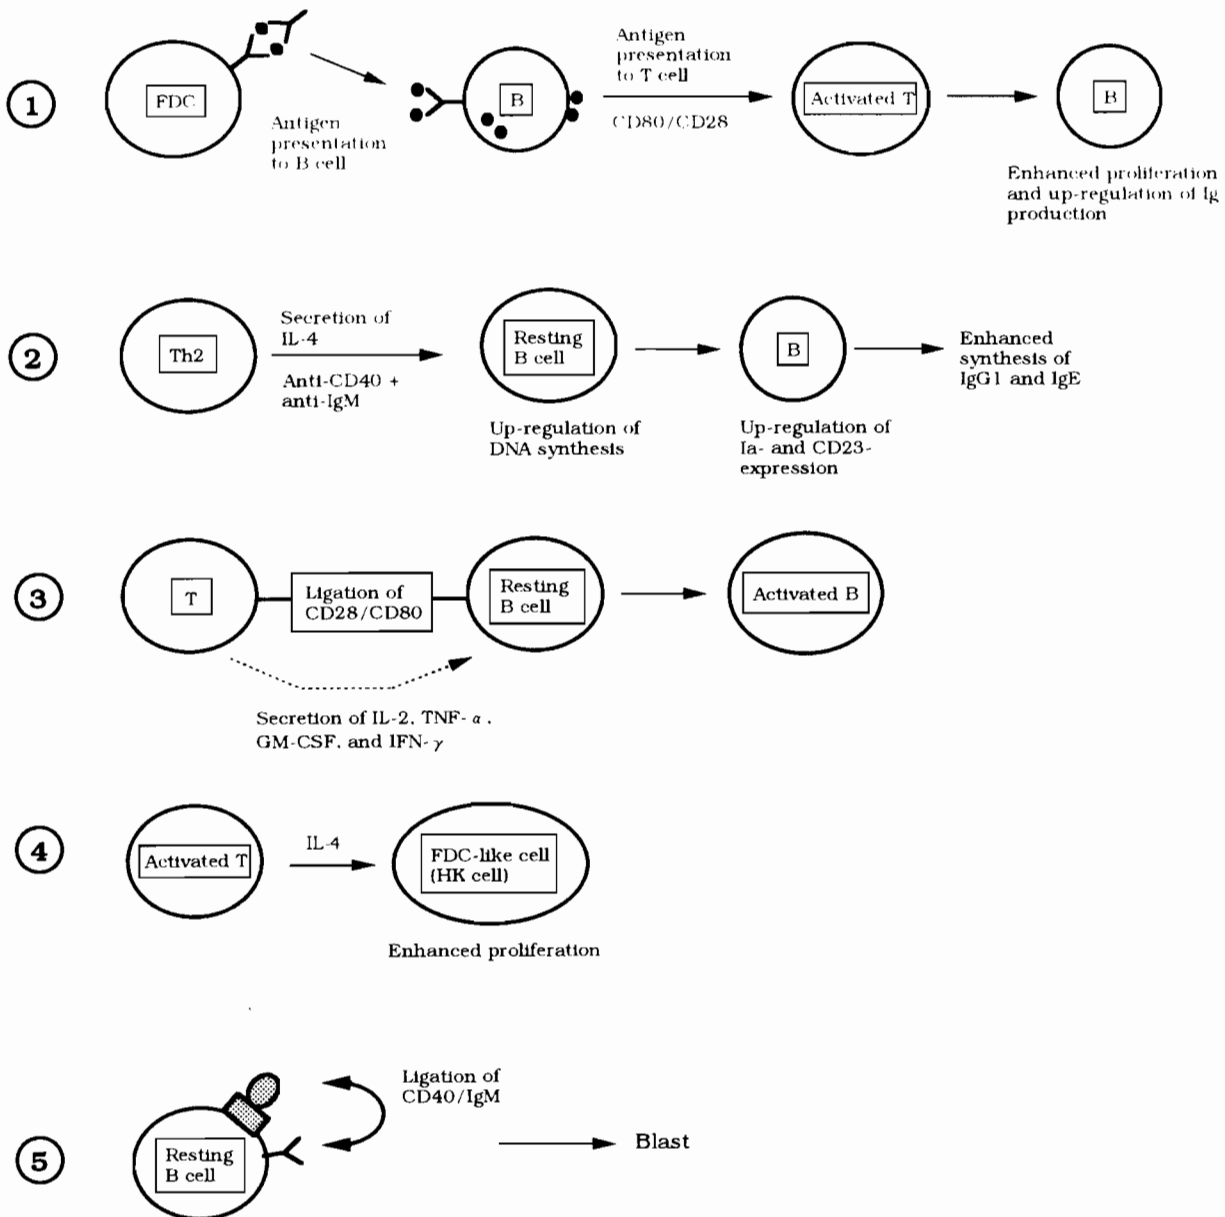 1
FDC
Antigen
presentation
to B cell
B
Antigen
presentation
to T cell
CD80/CD28
Activated T
B
Enhanced proliferation
and up-regulation of Ig
production
2
Th2
Secretion of
IL-4
Anti-CD40 +
anti-IgM
Resting
B cell
Up-regulation of
DNA synthesis
B
Up-regulation of
Ia- and CD23-
expression
Enhanced
synthesis of
IgG1 and IgE
3
T
Ligation of
CD28/CD80
Resting
B cell
Activated B
Secretion of IL-2, TNF- α ,
GM-CSF, and IFN- γ
4
Activated T
IL-4
FDC-like cell
(HK cell)
Enhanced proliferation
5
Resting
B cell
Ligation of
CD40/IgM
Blast